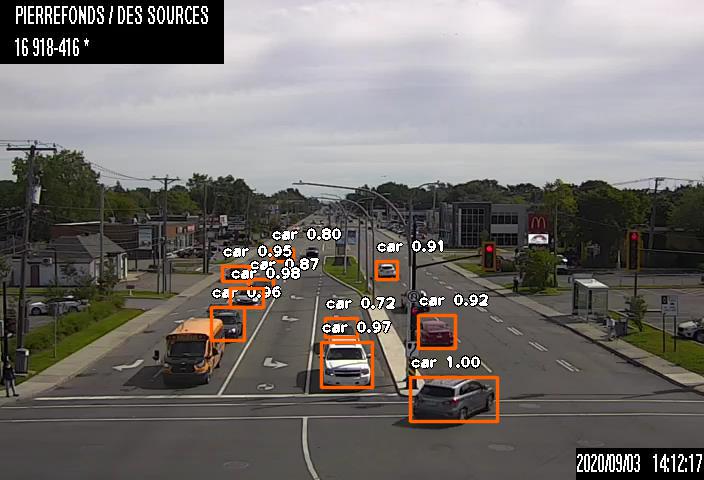 PIERREFONDS / DES SOURCES
16 918-416 *
car 0.80
car 0.95
car 0.91
car 0.87
car 0.98
car 0.96
car 0.72
car 0.92
car 0.97
car 1.00
2020/09/03 14:12:17